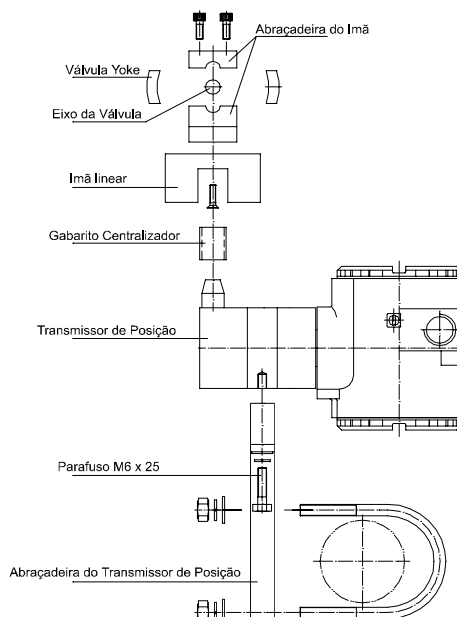 Abraçadeira do Imã
Válvula Yoke
Eixo da Válvula
Imã linear
Gabarito Centralizador
Transmissor de Posição
Parafuso M6 x 25
Abraçadeira do Transmissor de Posição